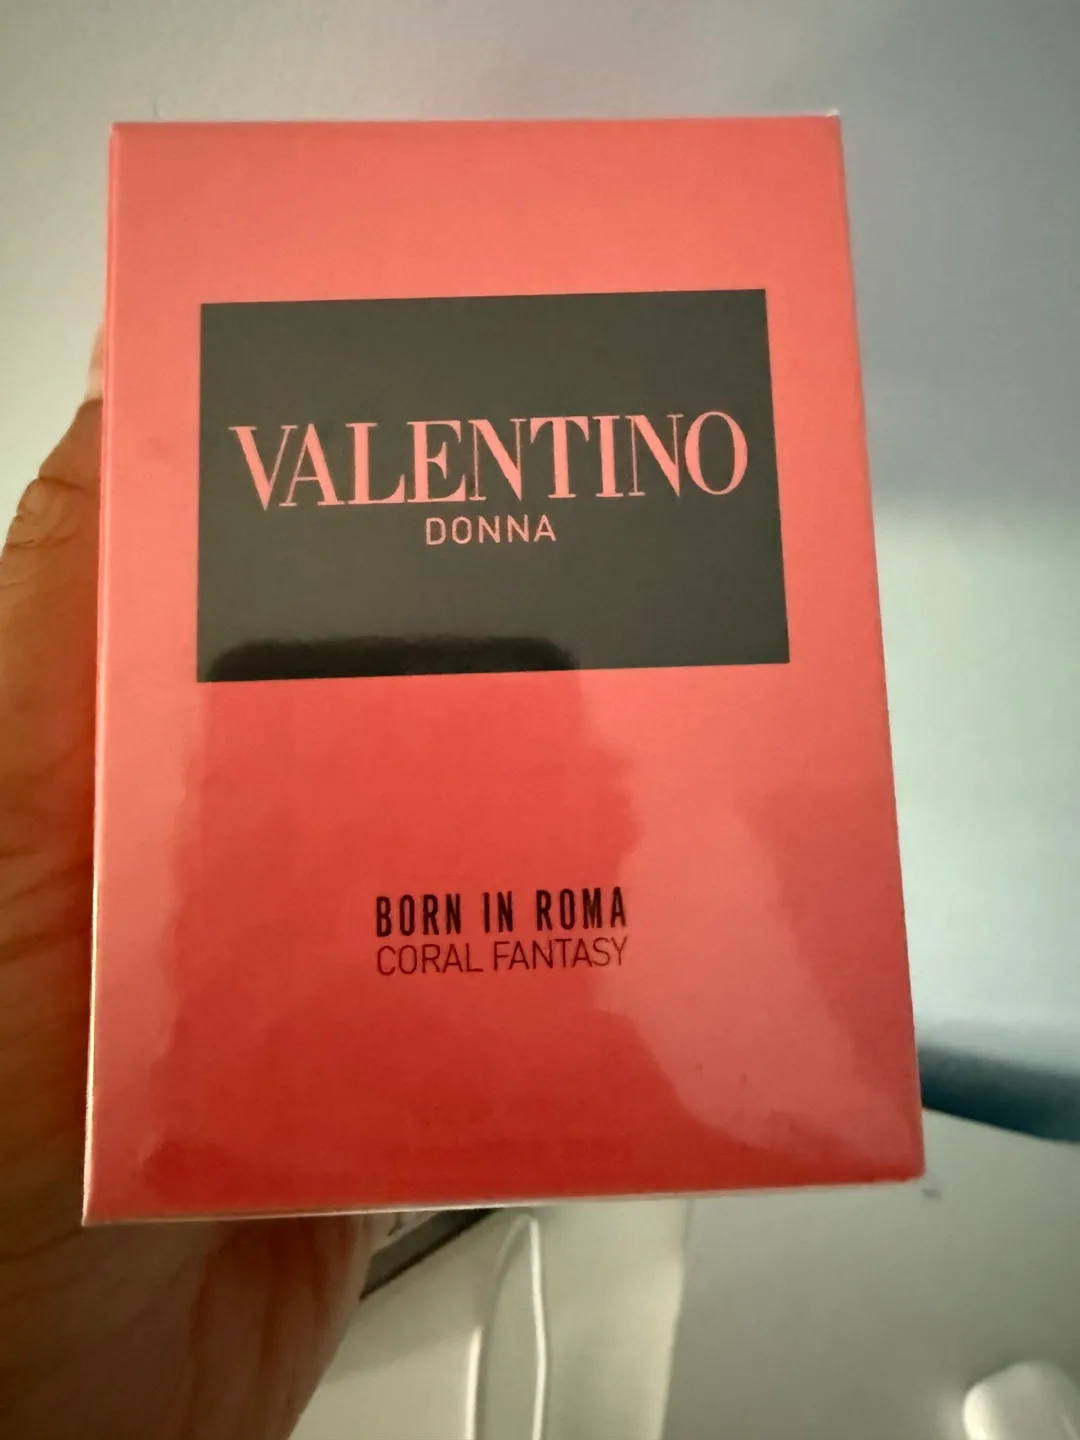 VALENTINO
DONNA
BORN IN ROMA
CORAL FANTASY